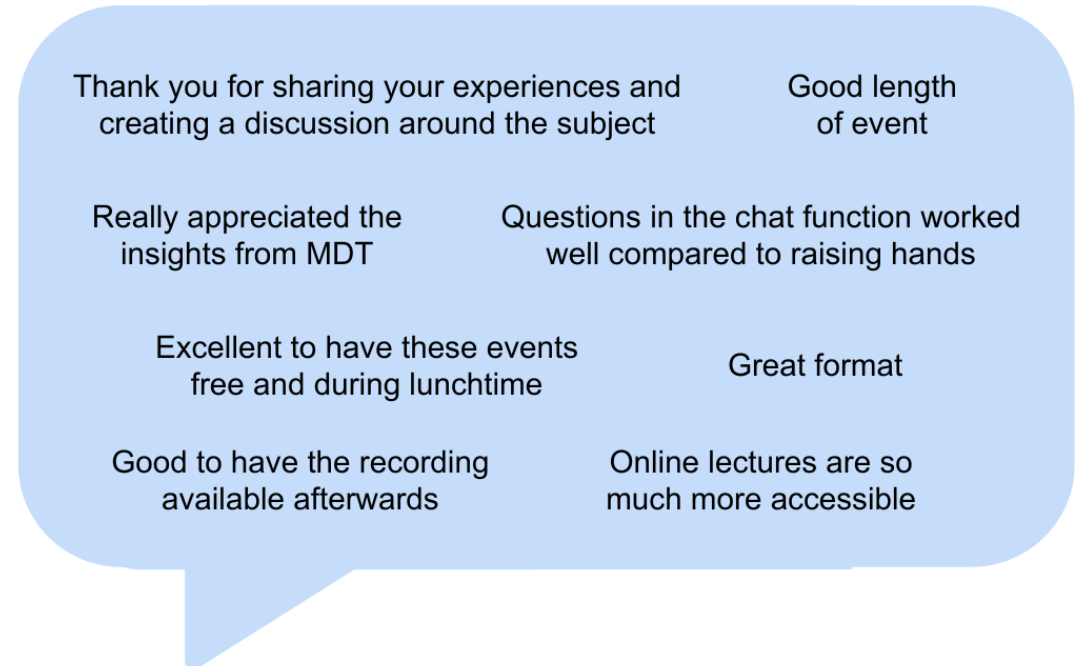 Thank you for sharing your experiences and
creating a discussion around the subject
Good length
of event
Really appreciated the
insights from MDT
Questions in the chat function worked
well compared to raising hands
Excellent to have these events
free and during lunchtime
Great format
Good to have the recording
available afterwards
Online lectures are so
much more accessible